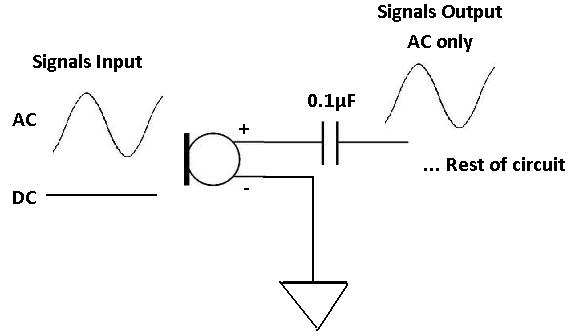 Signals Output
AC only
Signals Input
0.1µF
AC
+
... Rest of circuit
DC
-